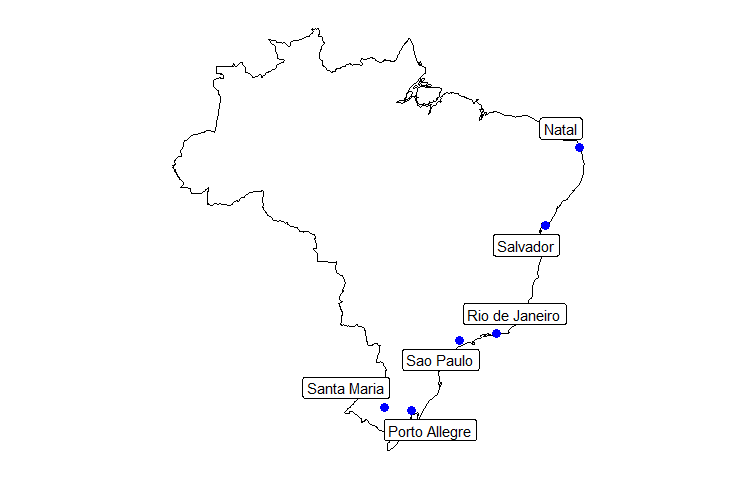 Natal
Salvador
Rio de Janeiro
Sao Paulo
Santa Maria
Porto Allegre